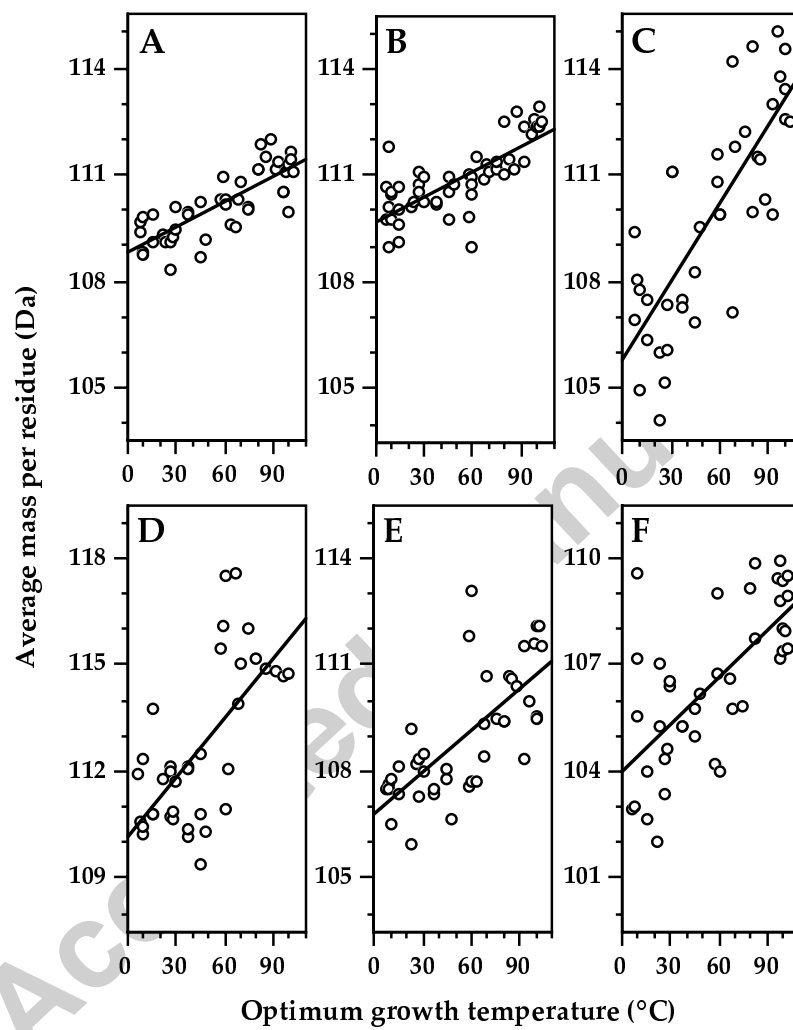 A B C
114 114 114
111 111 111
108 108 108
105 105 105
0 30 60 90 0 30 60 90 0 30 60 90
D E F
118 114 110
115 111 107
112 108 104
109 105 101
0 30 60 90 0 30 60 90 0 30 60 90
Average mass per residue (Da)
Optimum growth temperature (°C)